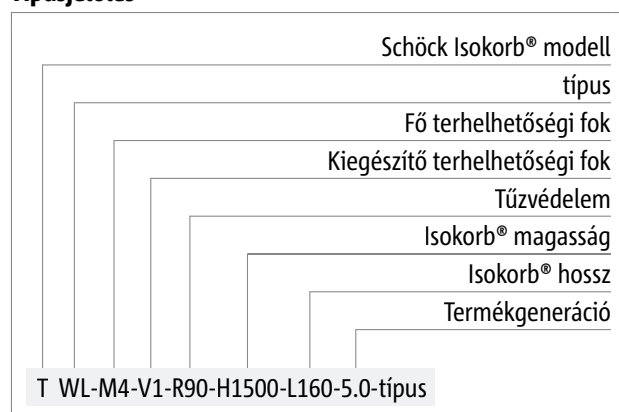 Schöck Isokorb® modell
típus
Fő terhelhetőségi fok
Kiegészítő terhelhetőségi fok
Tűzvédelem
Isokorb® magasság
Isokorb® hossz
Termékgeneráció
T WL-M4-V1-R90-H1500-L160-5.0-típus